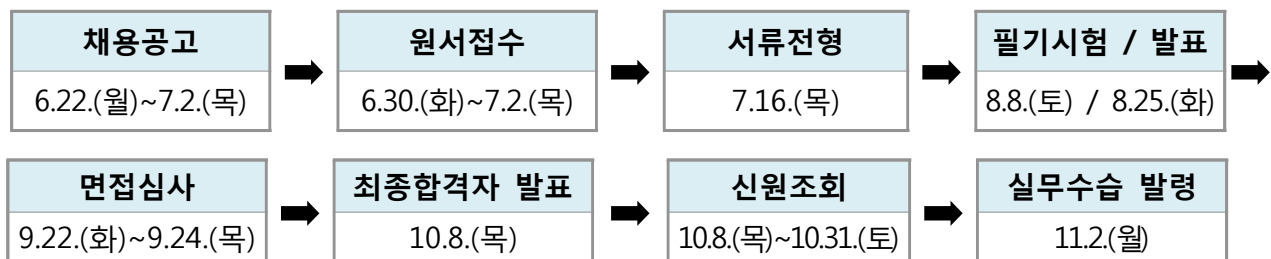 채용공고 원서접수 서류전형 필기시험 / 발표
6.22.(월)~7.2.(목) 6.30.(화)~7.2.(목) 7.16.(목) 8.8.(토) / 8.25.(화)
면접심사 최종합격자 발표 신원조회 실무수습 발령
9.22.(화)~9.24.(목) 10.8.(목) 10.8.(목)~10.31.(토) 11.2.(월)